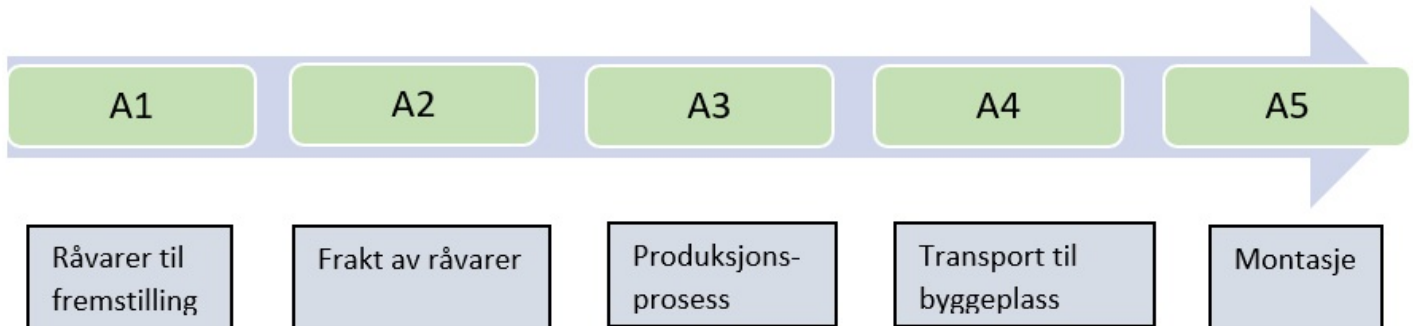 A1
A2
A3
A4
A5
Råvarer til
fremstilling
Frakt av råvarer
Produksjons-
prosess
Transport til
byggeplass
Montasje